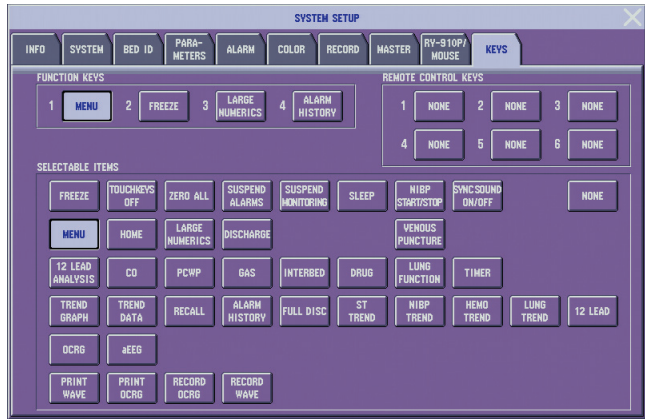 SYSTEM SETUP
INFO SYSTEM BED ID PARA-METERS ALARM COLOR RECORD MASTER RY-910P/MOUSE KEYS
FUNCTION KEYS
1 MENU 2 FREEZE 3 LARGE NUMERICS 4 ALARM HISTORY
REMOTE CONTROL KEYS
1 NONE 2 NONE 3 NONE
4 NONE 5 NONE 6 NONE
SELECTABLE ITEMS
FREEZE TOUCHKEYS OFF ZERO ALL SUSPEND ALARMS SUSPEND MONITORING SLEEP NIBP START/STOP SYNC SOUND ON/OFF NONE
MENU HOME LARGE NUMERICS DISCHARGE VENOUS PUNCTURE
12 LEAD ANALYSIS CO PCWP GAS INTERBED DRUG LUNG FUNCTION TIMER
TREND GRAPH TREND DATA RECALL ALARM HISTORY FULL DISC ST TREND NIBP TREND HEMO TREND LUNG TREND 12 LEAD
OCRG aEEG
PRINT WAVE PRINT OCRG RECORD OCRG RECORD WAVE